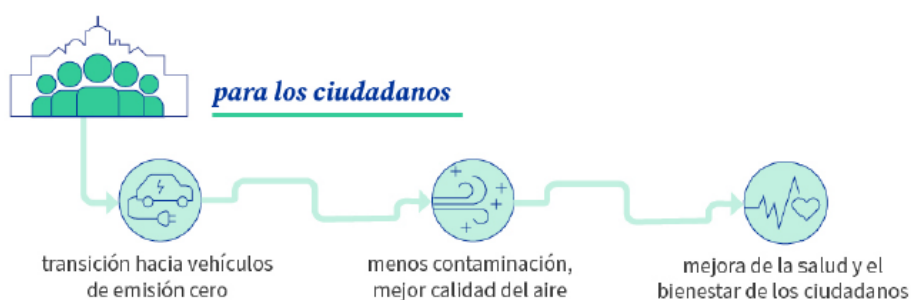 para los ciudadanos
transición hacia vehículos
de emisión cero
menos contaminación,
mejor calidad del aire
mejora de la salud y el
bienestar de los ciudadanos